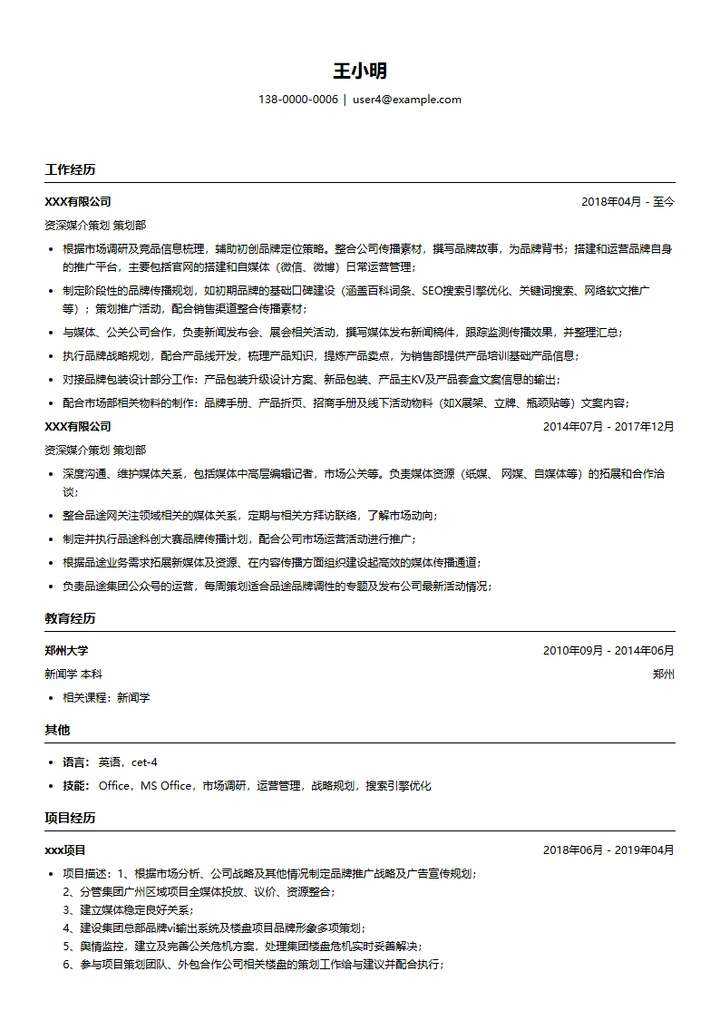 王小明
138-0000-0006 | user4@example.com
工作经历
XXX有限公司 2018年04月 - 至今
资深媒介策划 策划部
• 根据市场调研及竞品信息梳理，辅助初创品牌定位策略。整合公司传播素材，撰写品牌故事，为品牌背书；搭建和运营品牌自身
的推广平台，主要包括官网的搭建和自媒体（微信、微博）日常运营管理；
• 制定阶段性的品牌传播规划，如初期品牌的基础口碑建设（涵盖百科词条、SEO搜索引擎优化、关键词搜索、网络软文推广
等）；策划推广活动，配合销售渠道整合传播素材；
• 与媒体、公关公司合作，负责新闻发布会、展会相关活动，撰写媒体发布新闻稿件，跟踪监测传播效果，并整理汇总；
• 执行品牌战略规划，配合产品线开发，梳理产品知识，提炼产品卖点，为销售部提供产品培训基础产品信息；
• 对接品牌包装设计部分工作：产品包装升级设计方案、新品包装、产品主KV及产品套盒文案信息的输出；
• 配合市场部相关物料的制作：品牌手册、产品折页、招商手册及线下活动物料（如X展架、立牌、瓶颈贴等）文案内容；
XXX有限公司 2014年07月 - 2017年12月
资深媒介策划 策划部
• 深度沟通、维护媒体关系，包括媒体中高层编辑记者，市场公关等。负责媒体资源（纸媒、 网媒、自媒体等）的拓展和合作洽
谈；
• 整合品途网关注领域相关的媒体关系，定期与相关方拜访联络，了解市场动向；
• 制定并执行品途科创大赛品牌传播计划，配合公司市场运营活动进行推广；
• 根据品途业务需求拓展新媒体及资源、在内容传播方面组织建设起高效的媒体传播通道；
• 负责品途集团公众号的运营，每周策划适合品途品牌调性的专题及发布公司最新活动情况；
教育经历
郑州大学 2010年09月 - 2014年06月
新闻学 本科 郑州
• 相关课程：新闻学
其他
• 语言： 英语，cet-4
• 技能： Office，MS Office，市场调研，运营管理，战略规划，搜索引擎优化
项目经历
xxx项目 2018年06月 - 2019年04月
• 项目描述：1、根据市场分析、公司战略及其他情况制定品牌推广战略及广告宣传规划；
2、分管集团广州区域项目全媒体投放、议价、资源整合；
3、建立媒体稳定良好关系；
4、建设集团总部品牌vi输出系统及楼盘项目品牌形象多项策划；
5、舆情监控，建立及完善公关危机方案，处理集团楼盘危机实时妥善解决；
6、参与项目策划团队、外包合作公司相关楼盘的策划工作给与建议并配合执行；